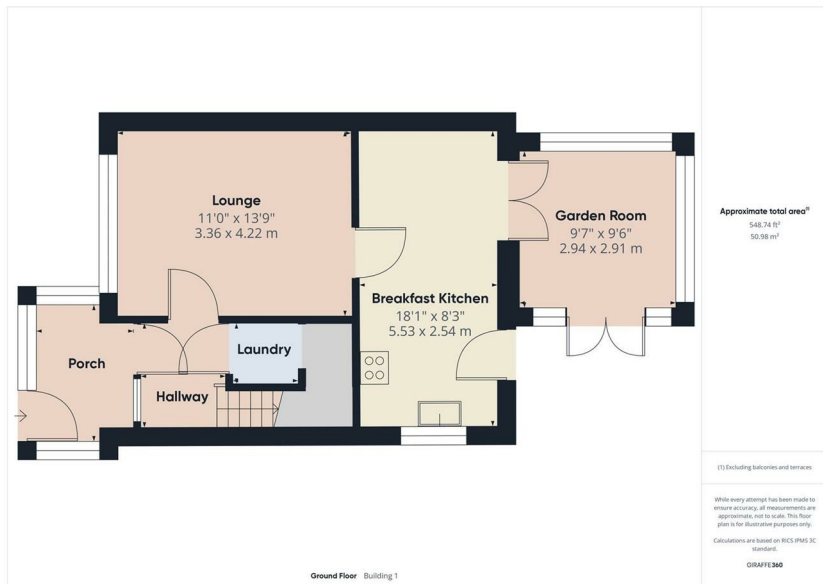 Lounge
11'0" x 13'9"
3.36 x 4.22 m
Garden Room
9'7" x 9'6"
2.94 x 2.91 m
Breakfast Kitchen
18'1" x 8'3"
5.53 x 2.54 m
Porch
Laundry
Hallway
Ground Floor Building 1
Approximate total area⁽¹⁾
548.74 ft²
50.98 m²
(1) Excluding balconies and terraces
While every attempt has been made to
ensure accuracy, all measurements are
approximate, not to scale. This floor
plan is for illustrative purposes only.
Calculations are based on RICS IPMS 3C
standard.
GIRAFFE360